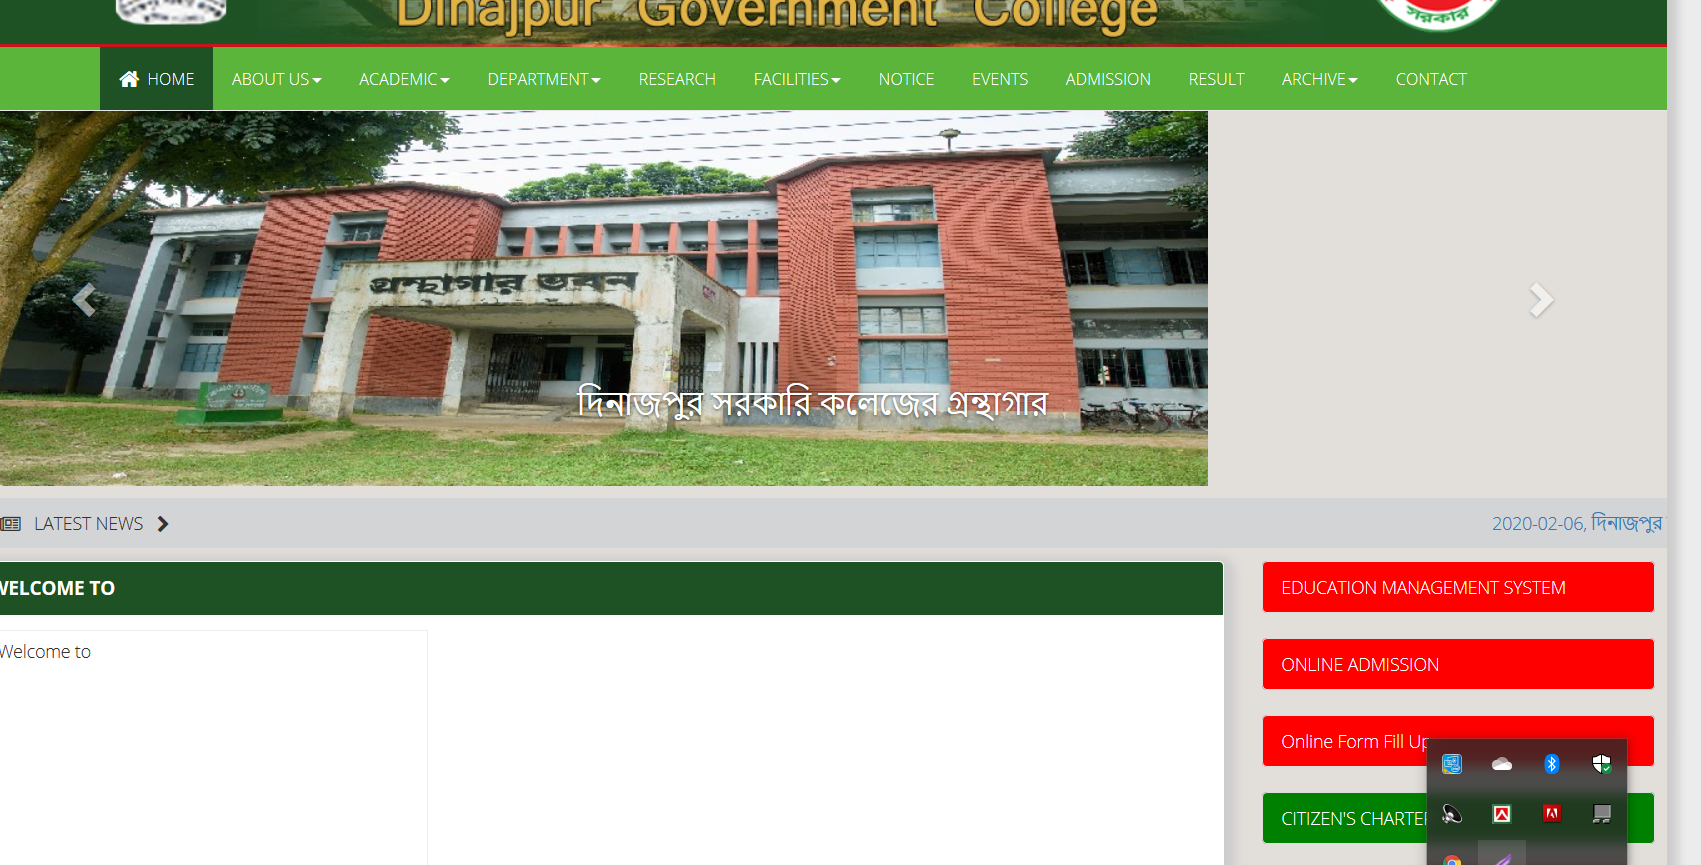 Dinajpur Government College
সরকার
HOME ABOUT US ACADEMIC DEPARTMENT RESEARCH FACILITIES NOTICE EVENTS ADMISSION RESULT ARCHIVE CONTACT
গ্রন্থাগার ভবন
দিনাজপুর সরকারি কলেজের গ্রন্থাগার
LATEST NEWS 2020-02-06, দিনাজপুর
WELCOME TO
Welcome to
EDUCATION MANAGEMENT SYSTEM
ONLINE ADMISSION
Online Form Fill Up
CITIZEN'S CHARTER